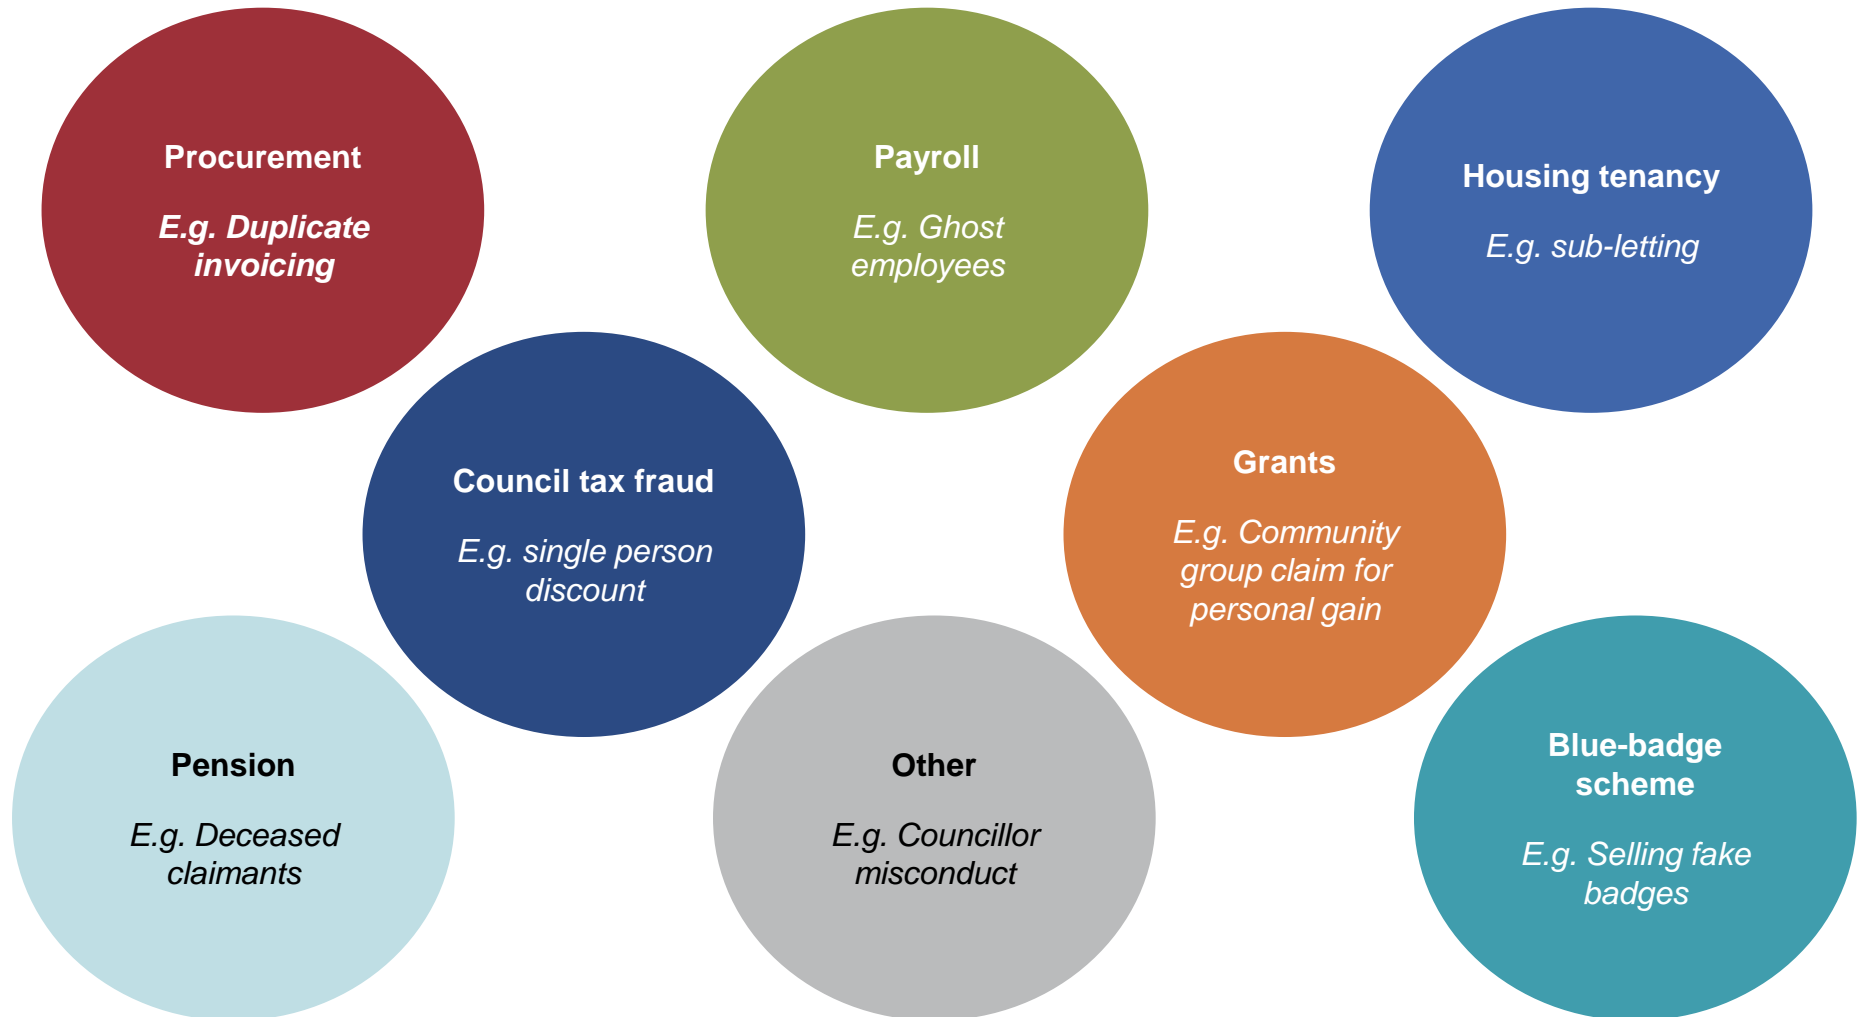 Procurement
E.g. Duplicate
invoicing
Payroll
E.g. Ghost
employees
Housing tenancy
E.g. sub-letting
Council tax fraud
E.g. single person
discount
Grants
E.g. Community
group claim for
personal gain
Pension
E.g. Deceased
claimants
Other
E.g. Councillor
misconduct
Blue-badge
scheme
E.g. Selling fake
badges